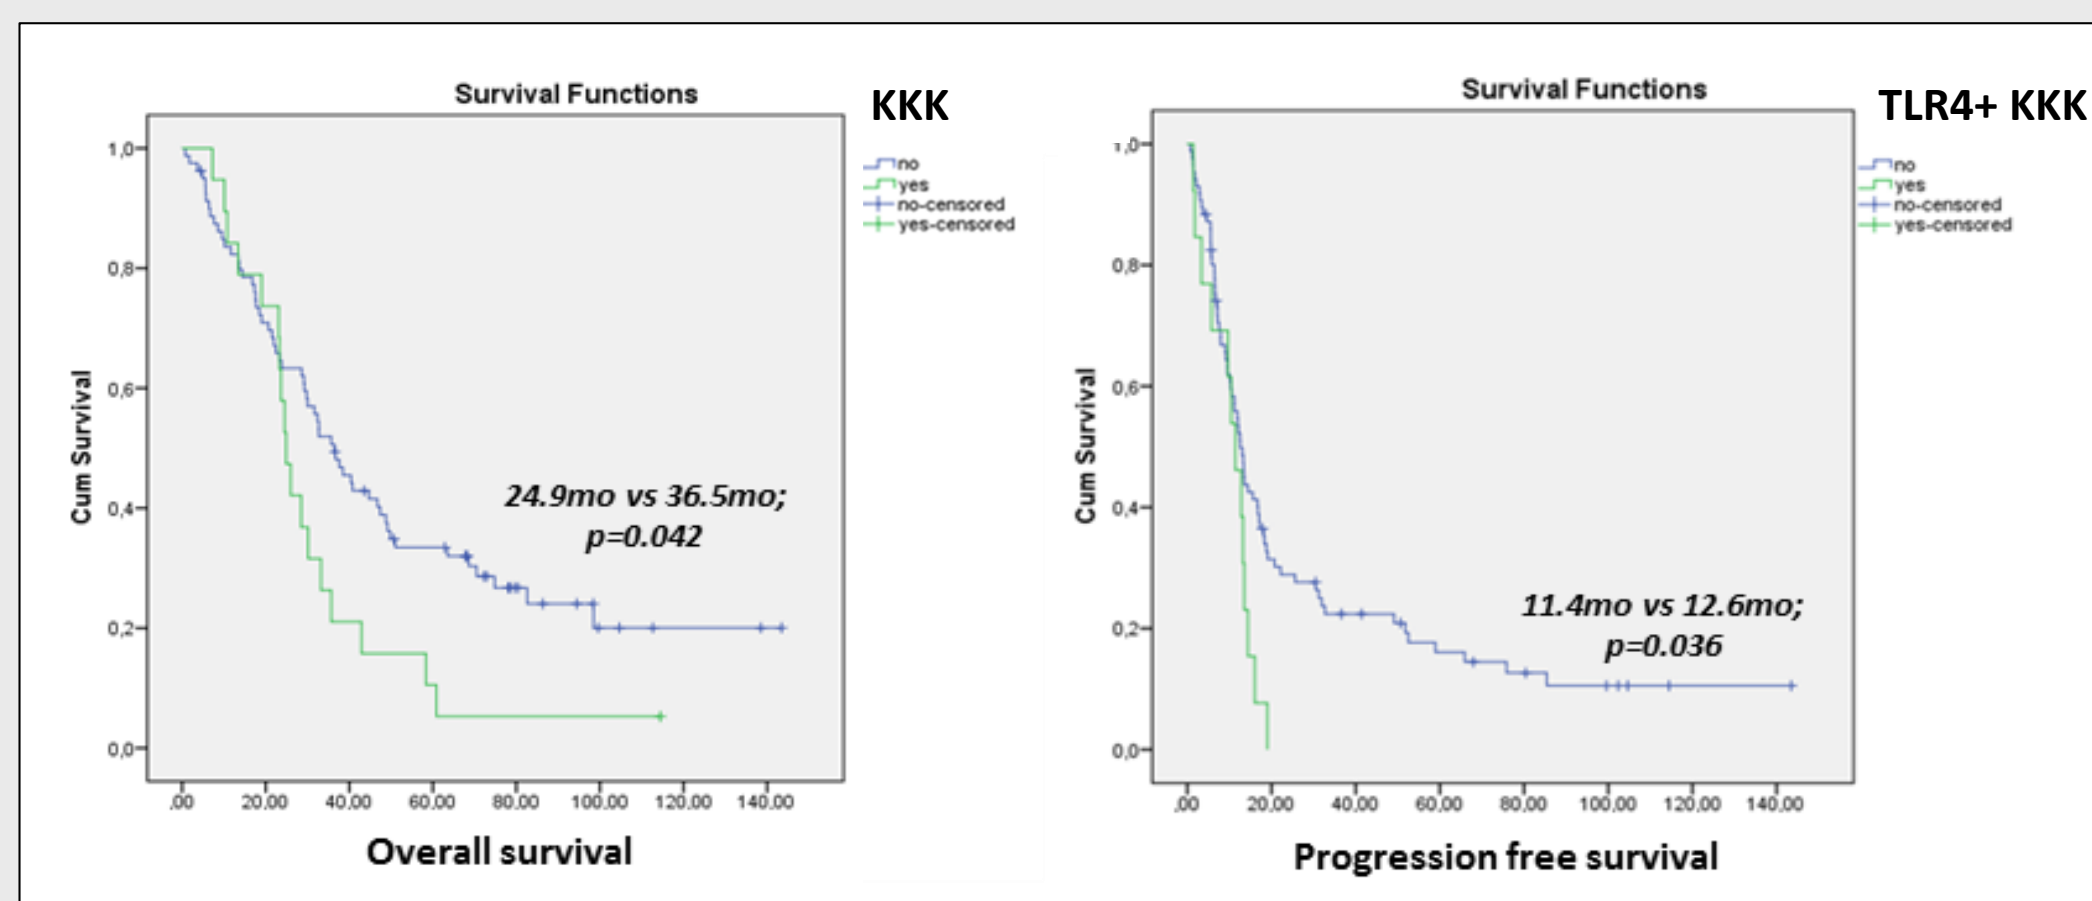 Survival Functions
KKK
no
yes
no-censored
yes-censored
Cum Survival
1,0
0,8
0,6
0,4
0,2
0,0
24.9mo vs 36.5mo;
p=0.042
,00 20,00 40,00 60,00 80,00 100,00 120,00 140,00
Overall survival
Survival Functions
TLR4+ KKK
no
yes
no-censored
yes-censored
Cum Survival
1,0
0,8
0,6
0,4
0,2
0,0
11.4mo vs 12.6mo;
p=0.036
,00 20,00 40,00 60,00 80,00 100,00 120,00 140,00
Progression free survival